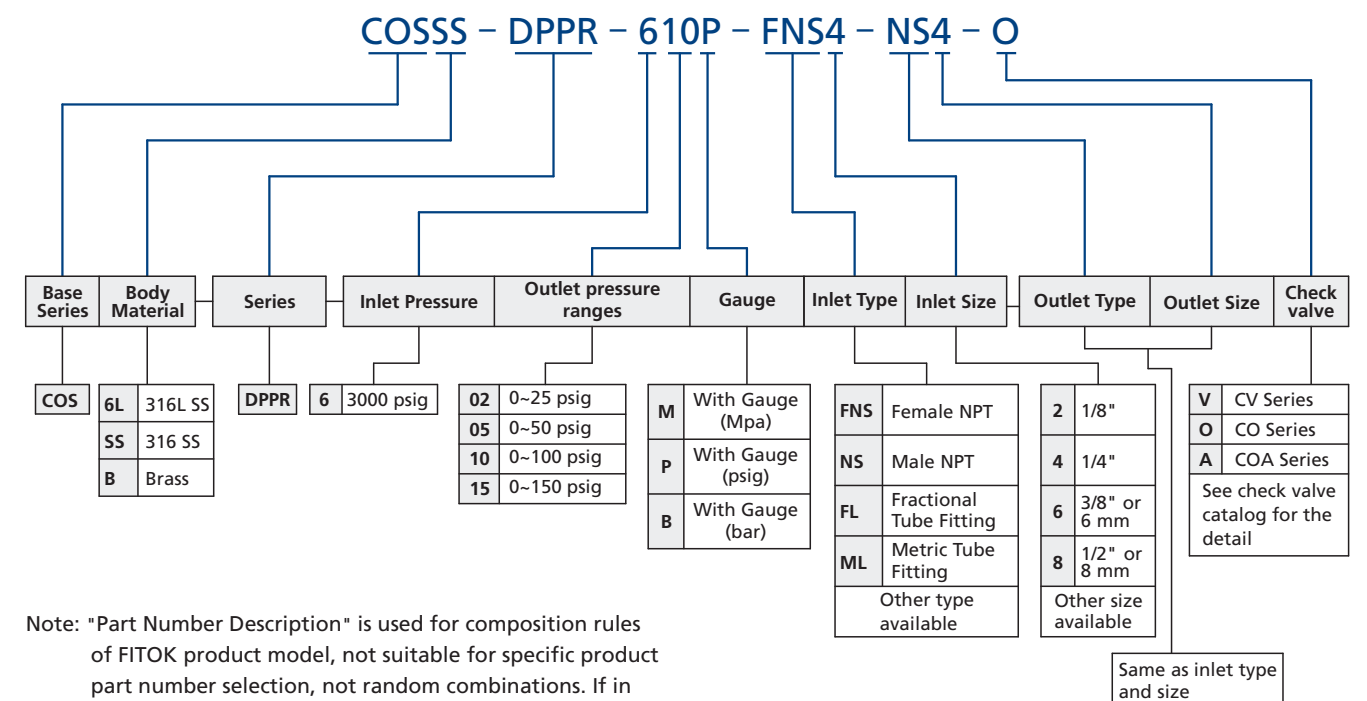 COSSS – DPPR – 610P – FNS4 – NS4 – O
Base
Series
Body
Material
Series
Inlet Pressure
Outlet pressure
ranges
Gauge
Inlet Type
Inlet Size
Outlet Type
Outlet Size
Check
valve
COS
6L 316L SS
SS 316 SS
B Brass
DPPR
6 3000 psig
02 0~25 psig
05 0~50 psig
10 0~100 psig
15 0~150 psig
M With Gauge
(Mpa)
P With Gauge
(psig)
B With Gauge
(bar)
FNS Female NPT
NS Male NPT
FL Fractional
Tube Fitting
ML Metric Tube
Fitting
Other type
available
2 1/8"
4 1/4"
6 3/8" or
6 mm
8 1/2" or
8 mm
Other size
available
Same as inlet type
and size
V CV Series
O CO Series
A COA Series
See check valve
catalog for the
detail
Note: "Part Number Description" is used for composition rules
of FITOK product model, not suitable for specific product
part number selection, not random combinations. If in